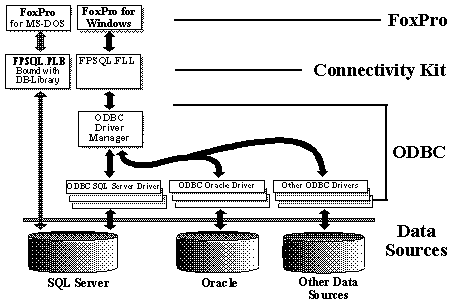 FoxPro
for MS-DOS
FoxPro for
Windows
FoxPro
FPSQL.PLB
Bound with
DB-Library
FPSQL.FLL
Connectivity Kit
ODBC
Driver
Manager
ODBC
ODBC SQL Server Driver
ODBC Oracle Driver
Other ODBC Drivers
Data
Sources
SQL Server
Oracle
Other Data
Sources